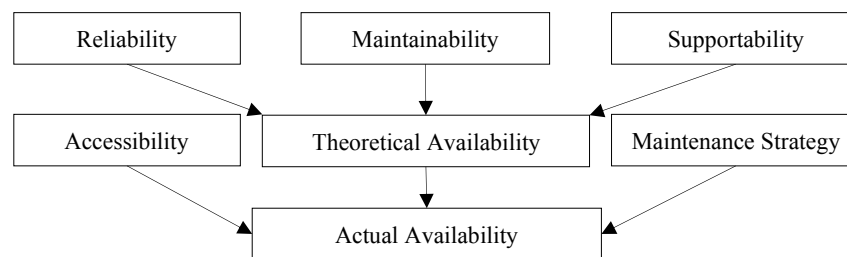 Reliability
Maintainability
Supportability
Accessibility
Theoretical Availability
Maintenance Strategy
Actual Availability